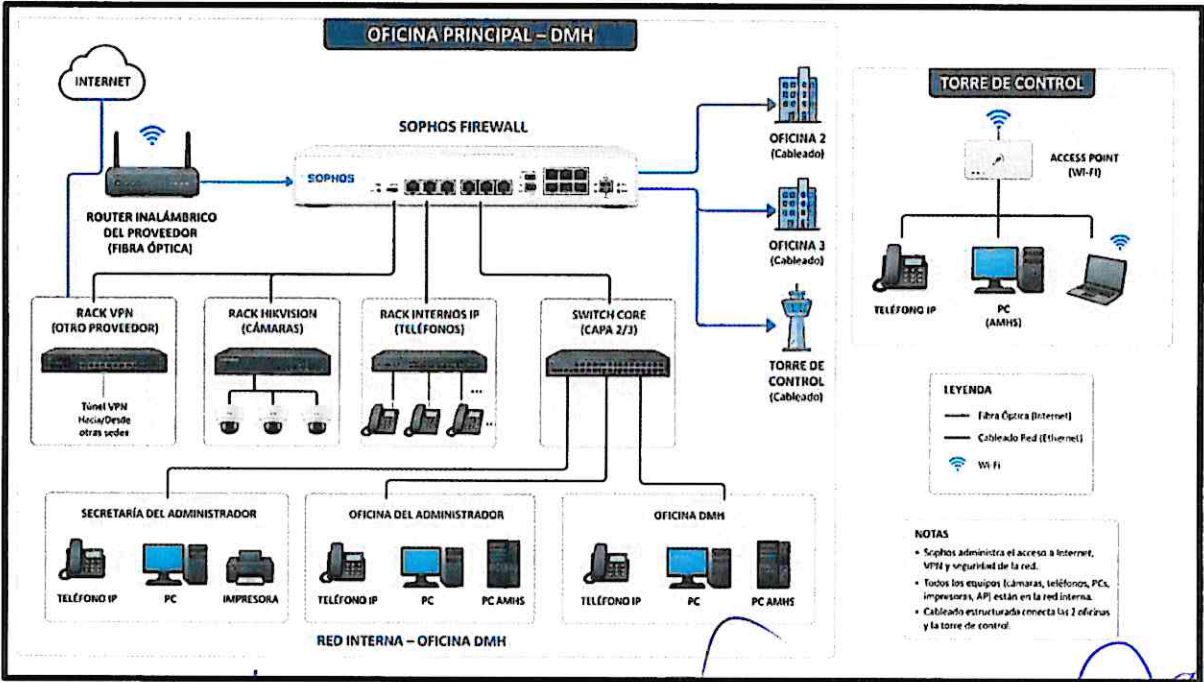 OFICINA PRINCIPAL – DMH
INTERNET
SOPHOS FIREWALL
SOPHOS
ROUTER INALÁMBRICO
DEL PROVEEDOR
(FIBRA ÓPTICA)
OFICINA 2
(Cableado)
OFICINA 3
(Cableado)
TORRE DE
CONTROL
(Cableado)
RACK VPN
(OTRO PROVEEDOR)
Túnel VPN
Hacia/Desde
otras sedes
RACK HIKVISION
(CÁMARAS)
RACK INTERNOS IP
(TELÉFONOS)
...
...
SWITCH CORE
(CAPA 2/3)
SECRETARÍA DEL ADMINISTRADOR
TELÉFONO IP
PC
IMPRESORA
OFICINA DEL ADMINISTRADOR
TELÉFONO IP
PC
PC AMHS
OFICINA DMH
TELÉFONO IP
PC
PC AMHS
RED INTERNA – OFICINA DMH
TORRE DE CONTROL
ACCESS POINT
(WI-FI)
TELÉFONO IP
PC
(AMHS)
LEYENDA
Fibra Óptica (Internet)
Cableado Red (Ethernet)
Wi-Fi
NOTAS
• Sophos administra el acceso a Internet,
VPN y seguridad de la red.
• Todos los equipos (cámaras, teléfonos, PCs,
impresoras, AP) están en la red interna.
• Cableado estructurado conecta las 2 oficinas
y la torre de control.